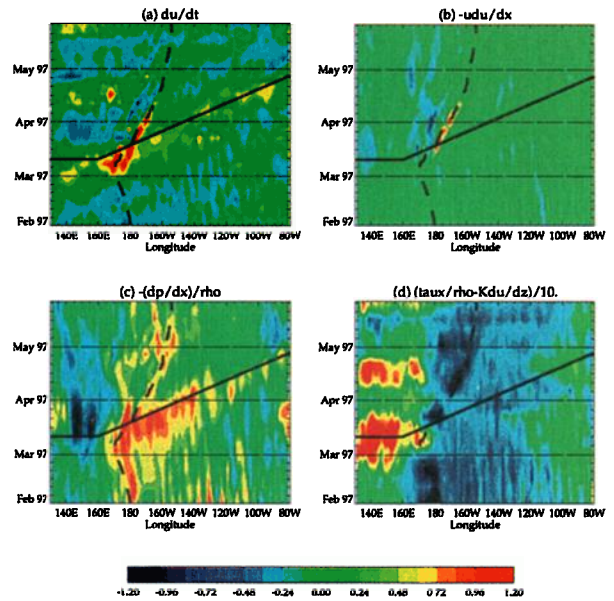 (a) du/dt
(b) -udu/dx
May 97
Apr 97
Mar 97
Feb 97
140E 160E 180 160W 140W 120W 100W 80W
Longitude
May 97
Apr 97
Mar 97
Feb 97
140E 160E 180 160W 140W 120W 100W 80W
Longitude
(c) -(dp/dx)/rho
(d) (taux/rho-Kdu/dz)/10.
May 97
Apr 97
Mar 97
Feb 97
140E 160E 180 160W 140W 120W 100W 80W
Longitude
May 97
Apr 97
Mar 97
Feb 97
140E 160E 180 160W 140W 120W 100W 80W
Longitude
-1.20 -0.96 -0.72 -0.48 -0.24 0.00 0.24 0.48 0.72 0.96 1.20